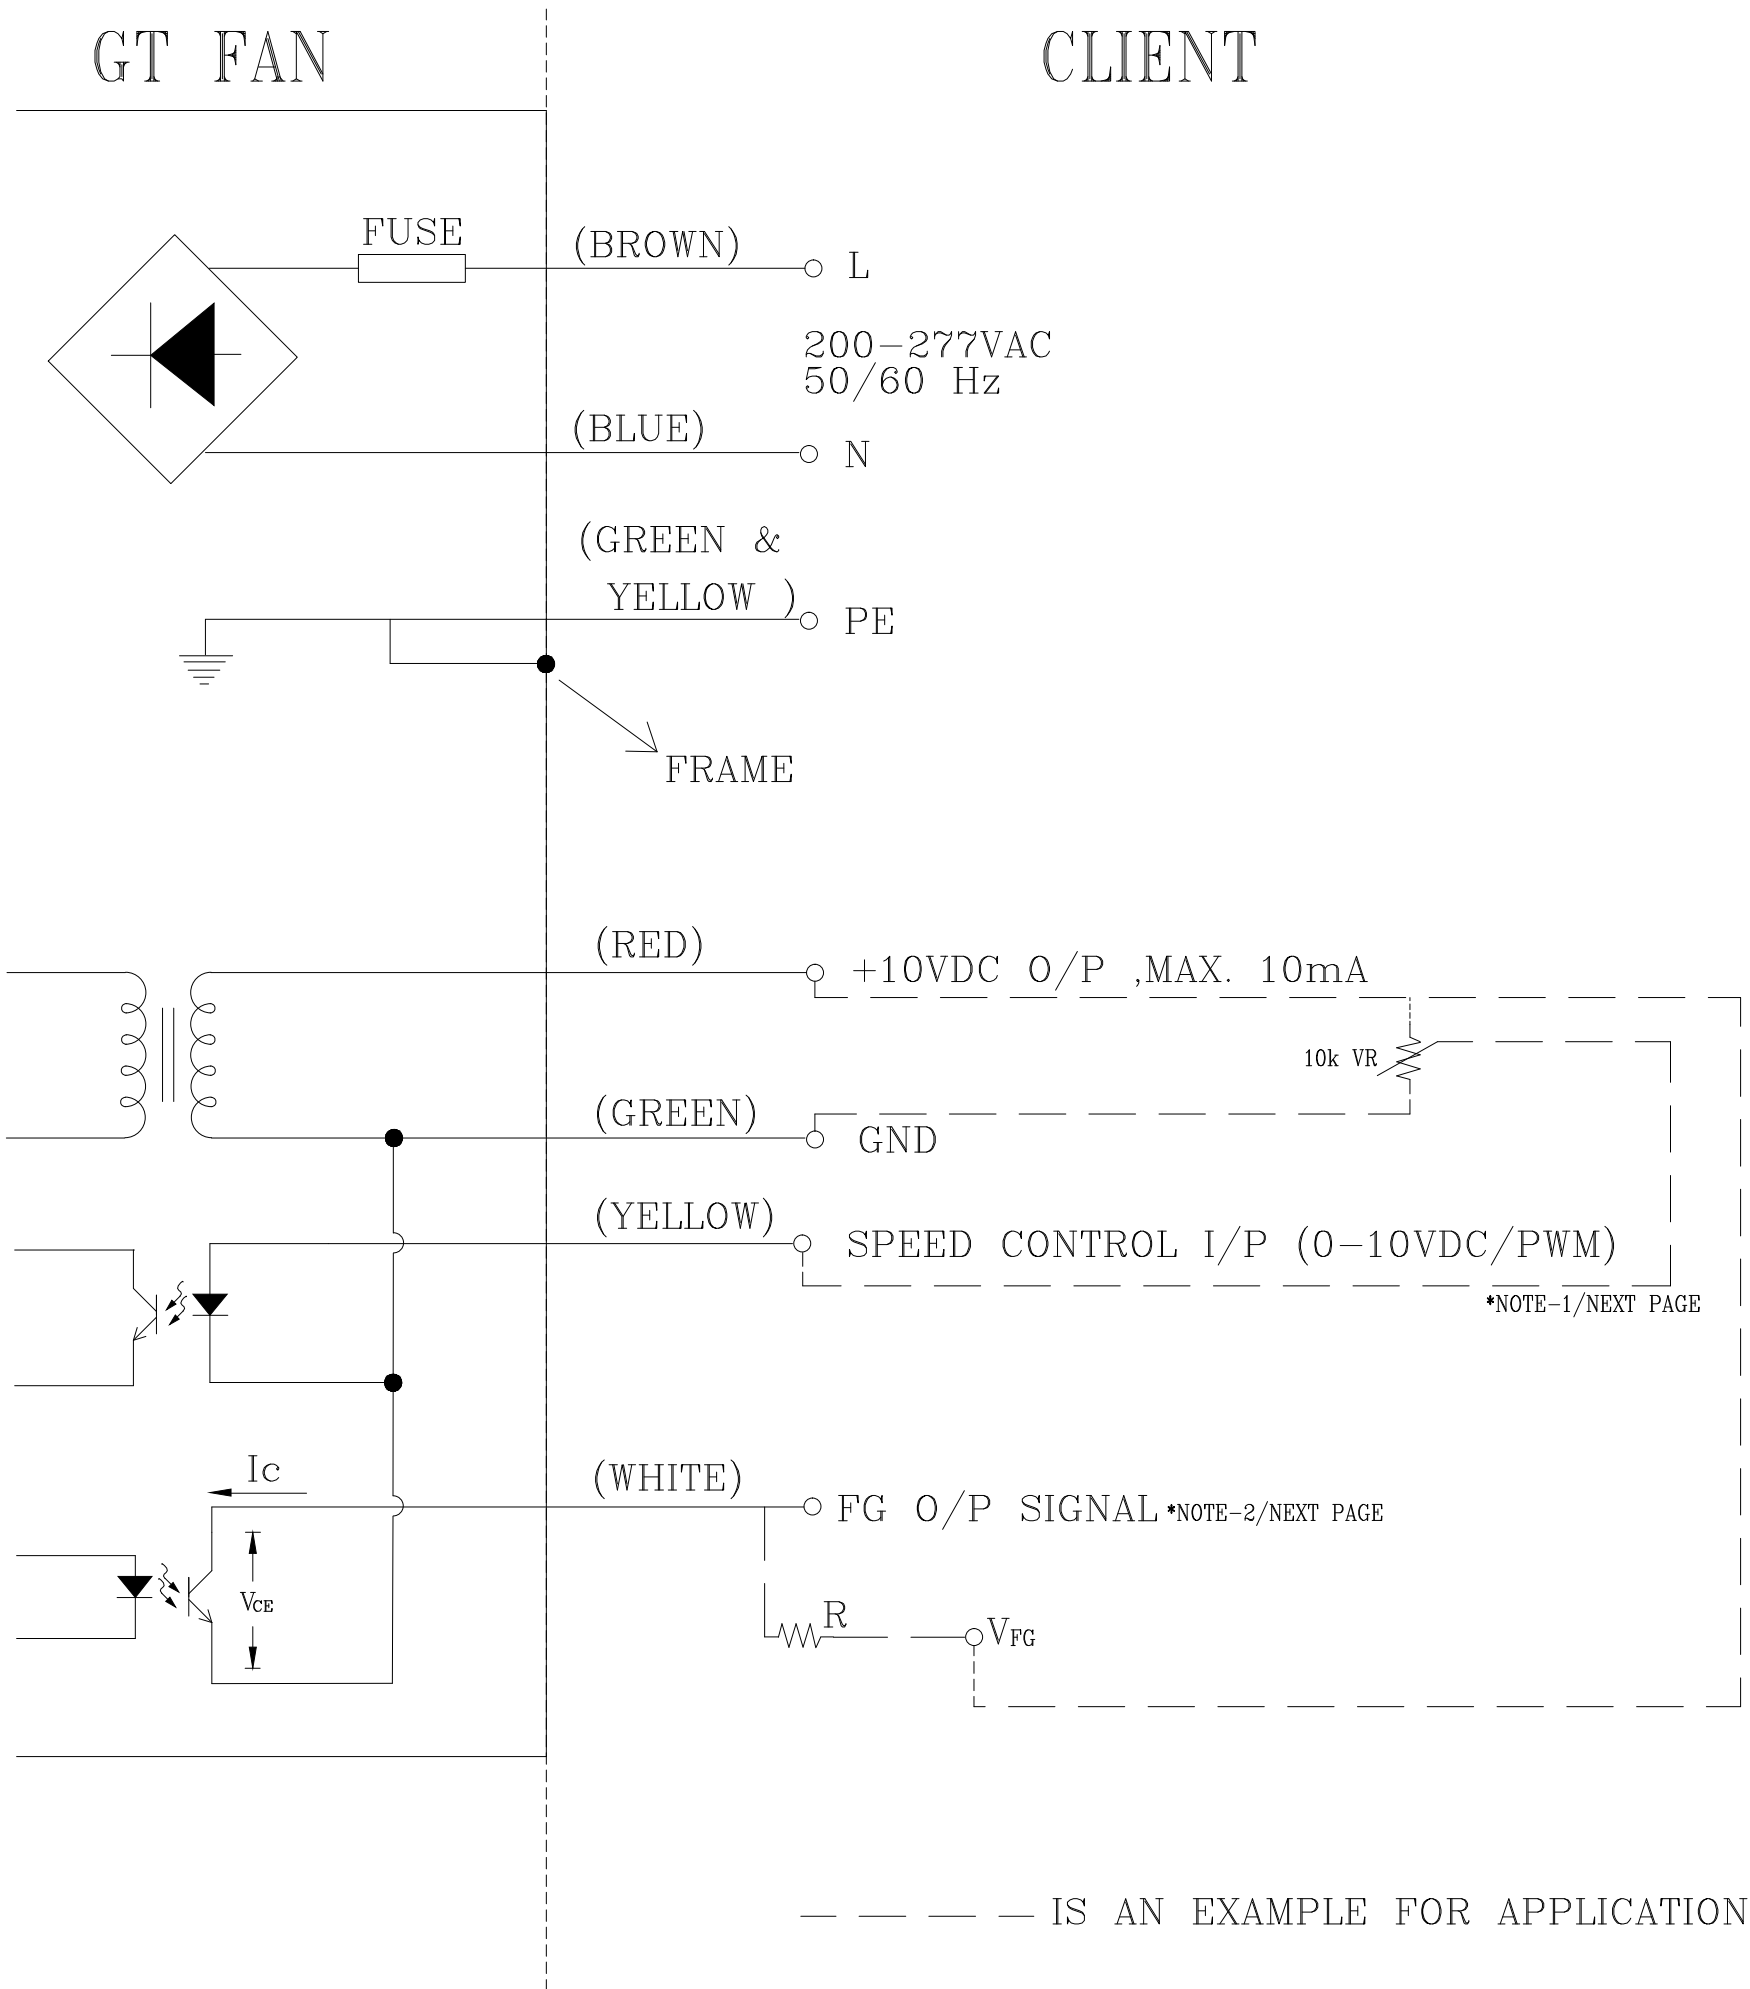 GT FAN
CLIENT
FUSE
(BROWN)
L
200-277VAC
50/60 Hz
(BLUE)
N
(GREEN &
YELLOW )
PE
FRAME
(RED)
+10VDC O/P ,MAX. 10mA
10k VR
(GREEN)
GND
(YELLOW)
SPEED CONTROL I/P (0-10VDC/PWM)
*NOTE-1/NEXT PAGE
Ic
(WHITE)
FG O/P SIGNAL *NOTE-2/NEXT PAGE
VCE
R
VFG
IS AN EXAMPLE FOR APPLICATION